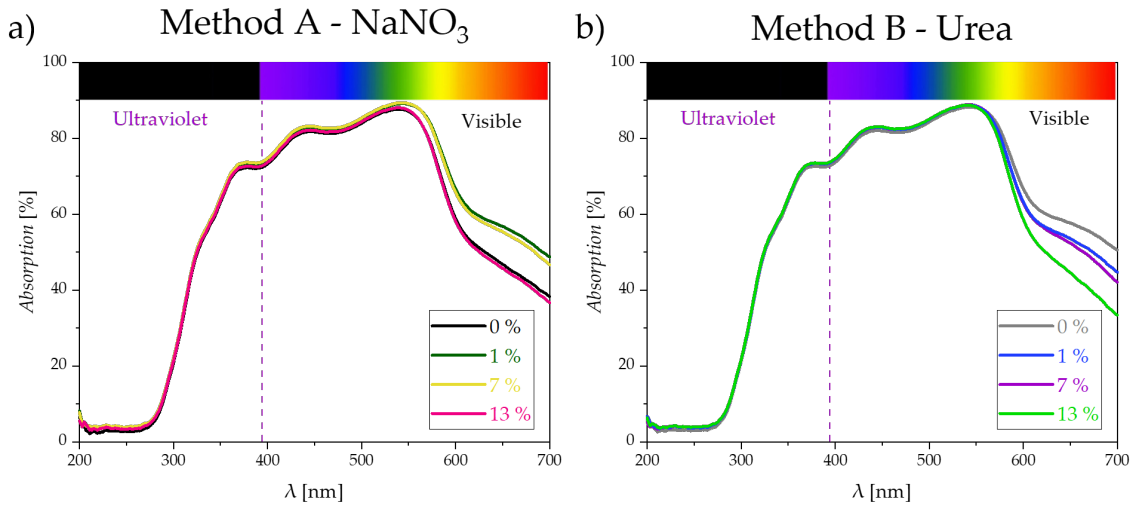 a)
Method A - NaNO₃
100
80
60
40
20
0
Absorption [%]
Ultraviolet
Visible
0 %
1 %
7 %
13 %
200
300
400
500
600
700
λ [nm]
b)
Method B - Urea
100
80
60
40
20
0
Absorption [%]
Ultraviolet
Visible
0 %
1 %
7 %
13 %
200
300
400
500
600
700
λ [nm]